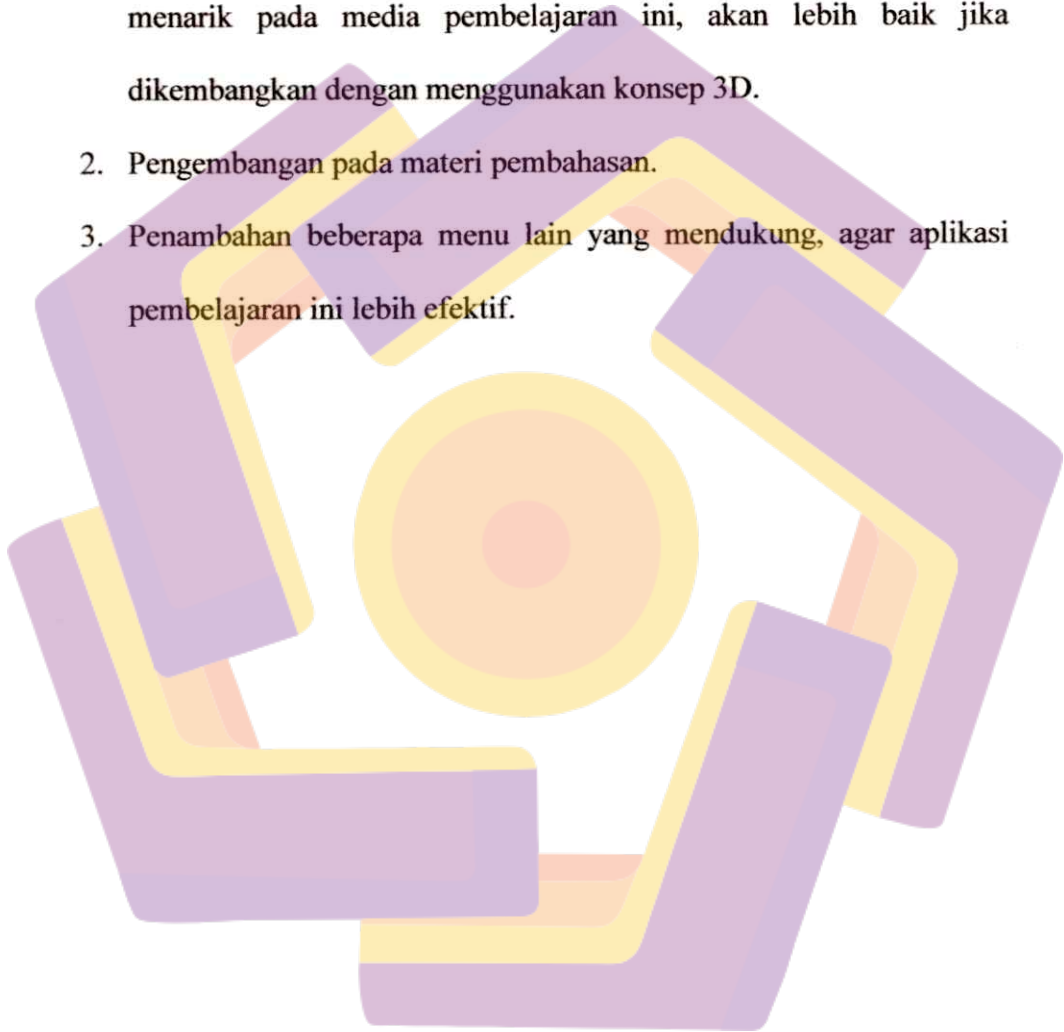 menarik pada media pembelajaran ini, akan lebih baik jika
dikembangkan dengan menggunakan konsep 3D.
2. Pengembangan pada materi pembahasan.
3. Penambahan beberapa menu lain yang mendukung, agar aplikasi
pembelajaran ini lebih efektif.